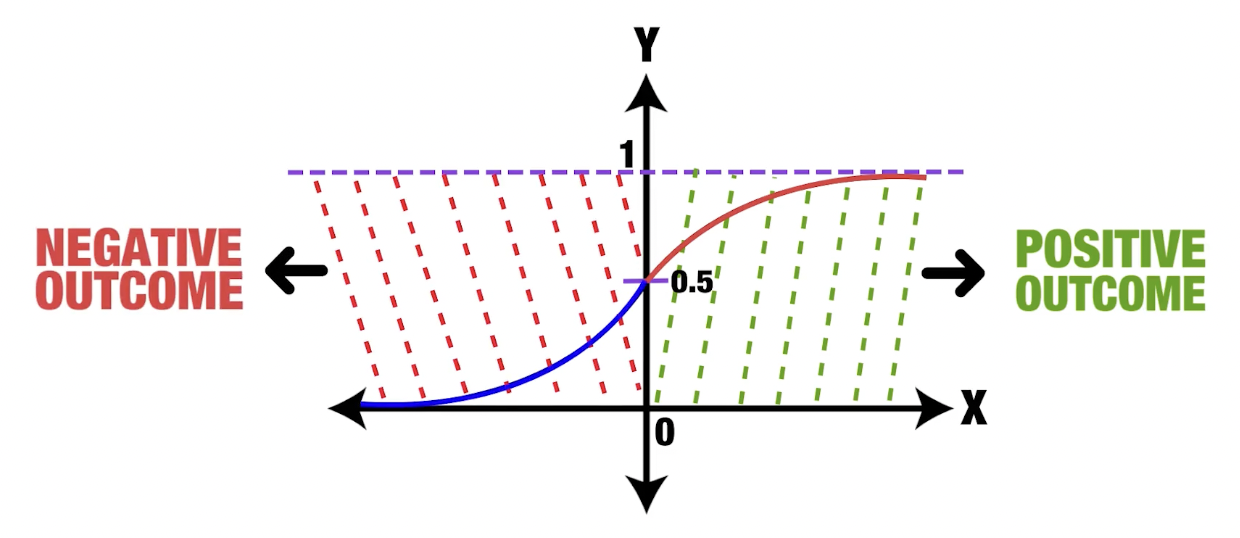 Y
1
NEGATIVE
OUTCOME
0.5
POSITIVE
OUTCOME
X
0